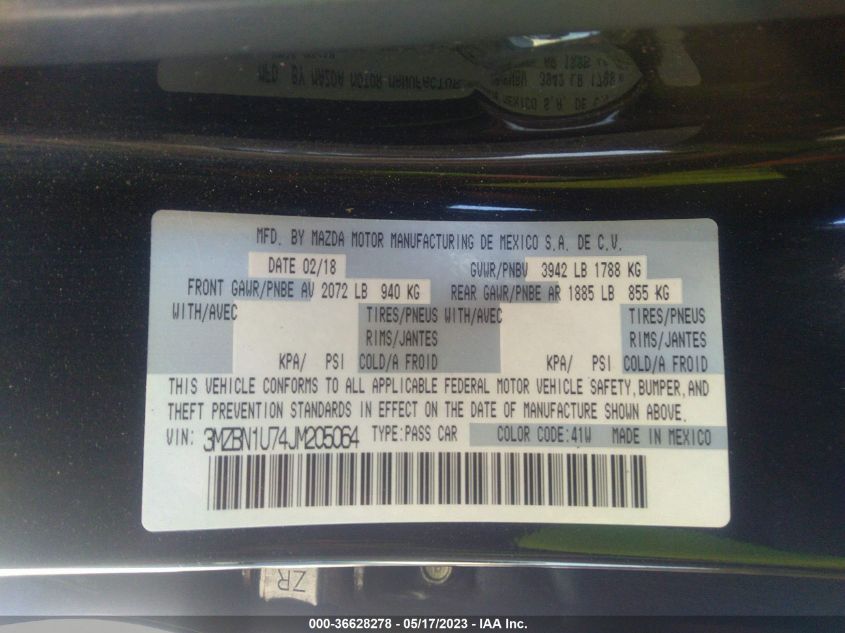 MFD. BY MAZDA MOTOR MANUFACTURING DE MEXICO S.A. DE C.V.
DATE 02/18 GVWR/PNBV 3942 LB 1788 KG
FRONT GAWR/PNBE AV 2072 LB 940 KG REAR GAWR/PNBE AR 1885 LB 855 KG
WITH/AVEC TIRES/PNEUS WITH/AVEC TIRES/PNEUS
RIMS/JANTES RIMS/JANTES
KPA/ PSI COLD/A FROID KPA/ PSI COLD/A FROID
THIS VEHICLE CONFORMS TO ALL APPLICABLE FEDERAL MOTOR VEHICLE SAFETY, BUMPER, AND
THEFT PREVENTION STANDARDS IN EFFECT ON THE DATE OF MANUFACTURE SHOWN ABOVE.
VIN: 3MZBN1U74JM205064 TYPE:PASS CAR COLOR CODE:41W MADE IN MEXICO
ZR
000-36628278 - 05/17/2023 - IAA Inc.